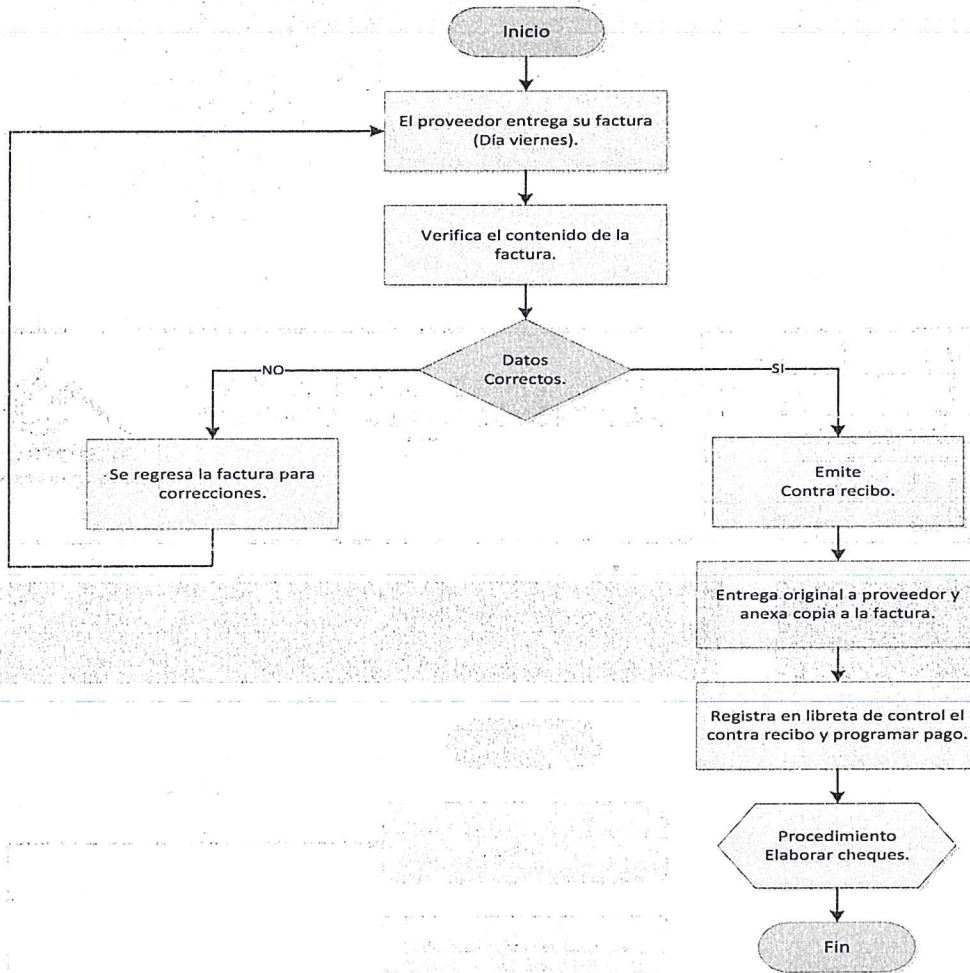 Inicio
El proveedor entrega su factura
(Día viernes).
Verifica el contenido de la
factura.
Datos
Correctos.
NO
SI
Se regresa la factura para
correcciones.
Emite
Contra recibo.
Entrega original a proveedor y
anexa copia a la factura.
Registra en libreta de control el
contra recibo y programar pago.
Procedimiento
Elaborar cheques.
Fin